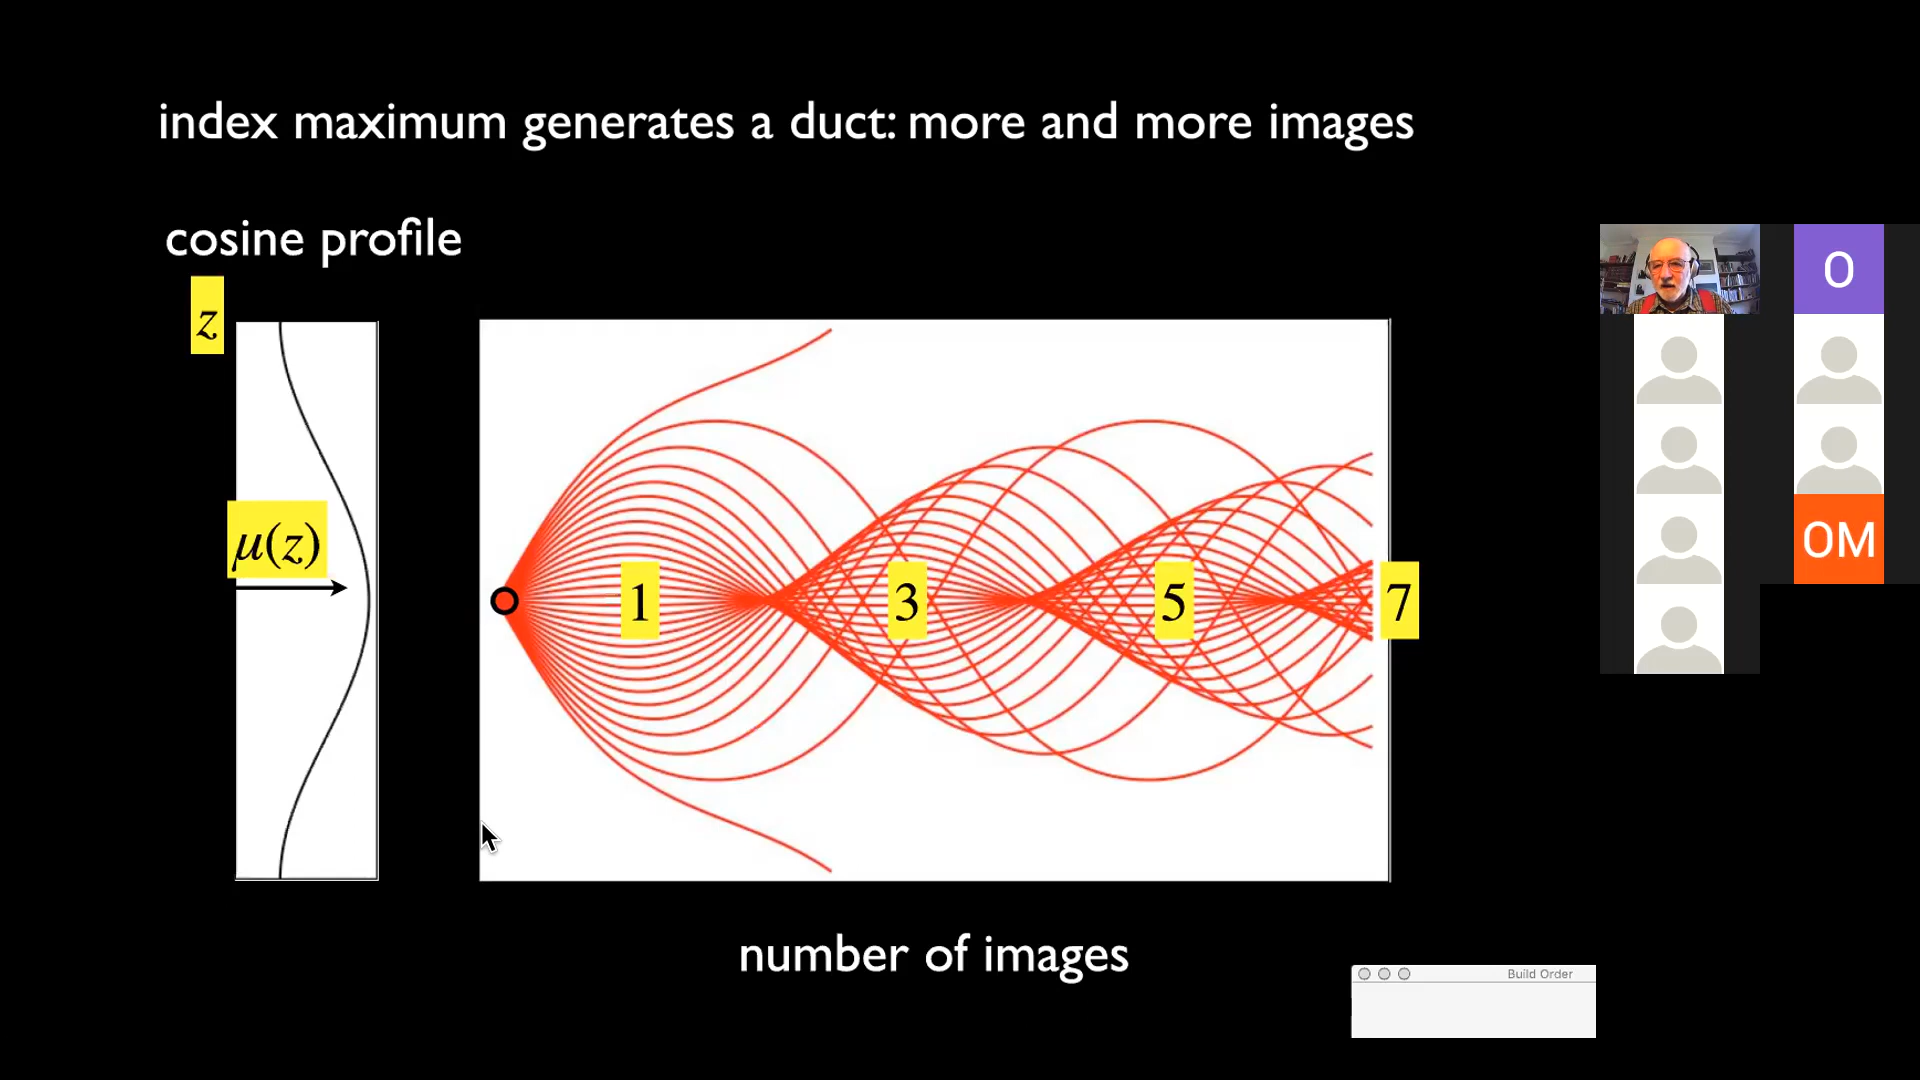 index maximum generates a duct: more and more images
cosine profile
z
μ(z)
1
3
5
7
number of images
O
OM
Build Order